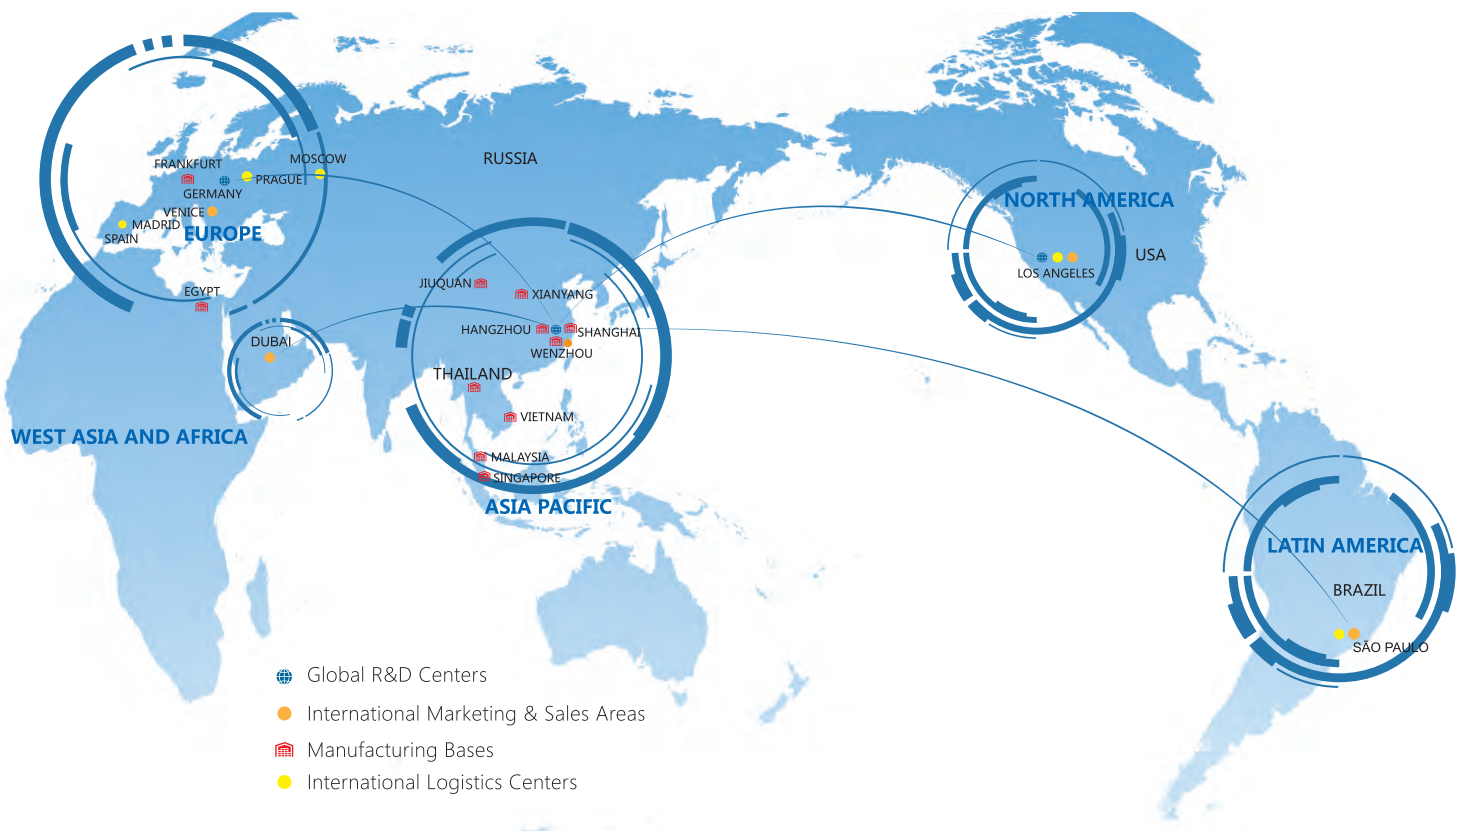 FRANKFURT
MOSCOW
GERMANY
PRAGUE
VENICE
MADRID
SPAIN
EUROPE
EGYPT
DUBAI
WEST ASIA AND AFRICA
RUSSIA
JIUQUAN
XIANYANG
HANGZHOU
SHANGHAI
WENZHOU
THAILAND
VIETNAM
MALAYSIA
SINGAPORE
ASIA PACIFIC
NORTH AMERICA
USA
LOS ANGELES
LATIN AMERICA
BRAZIL
SÃO PAULO
Global R&D Centers
International Marketing & Sales Areas
Manufacturing Bases
International Logistics Centers